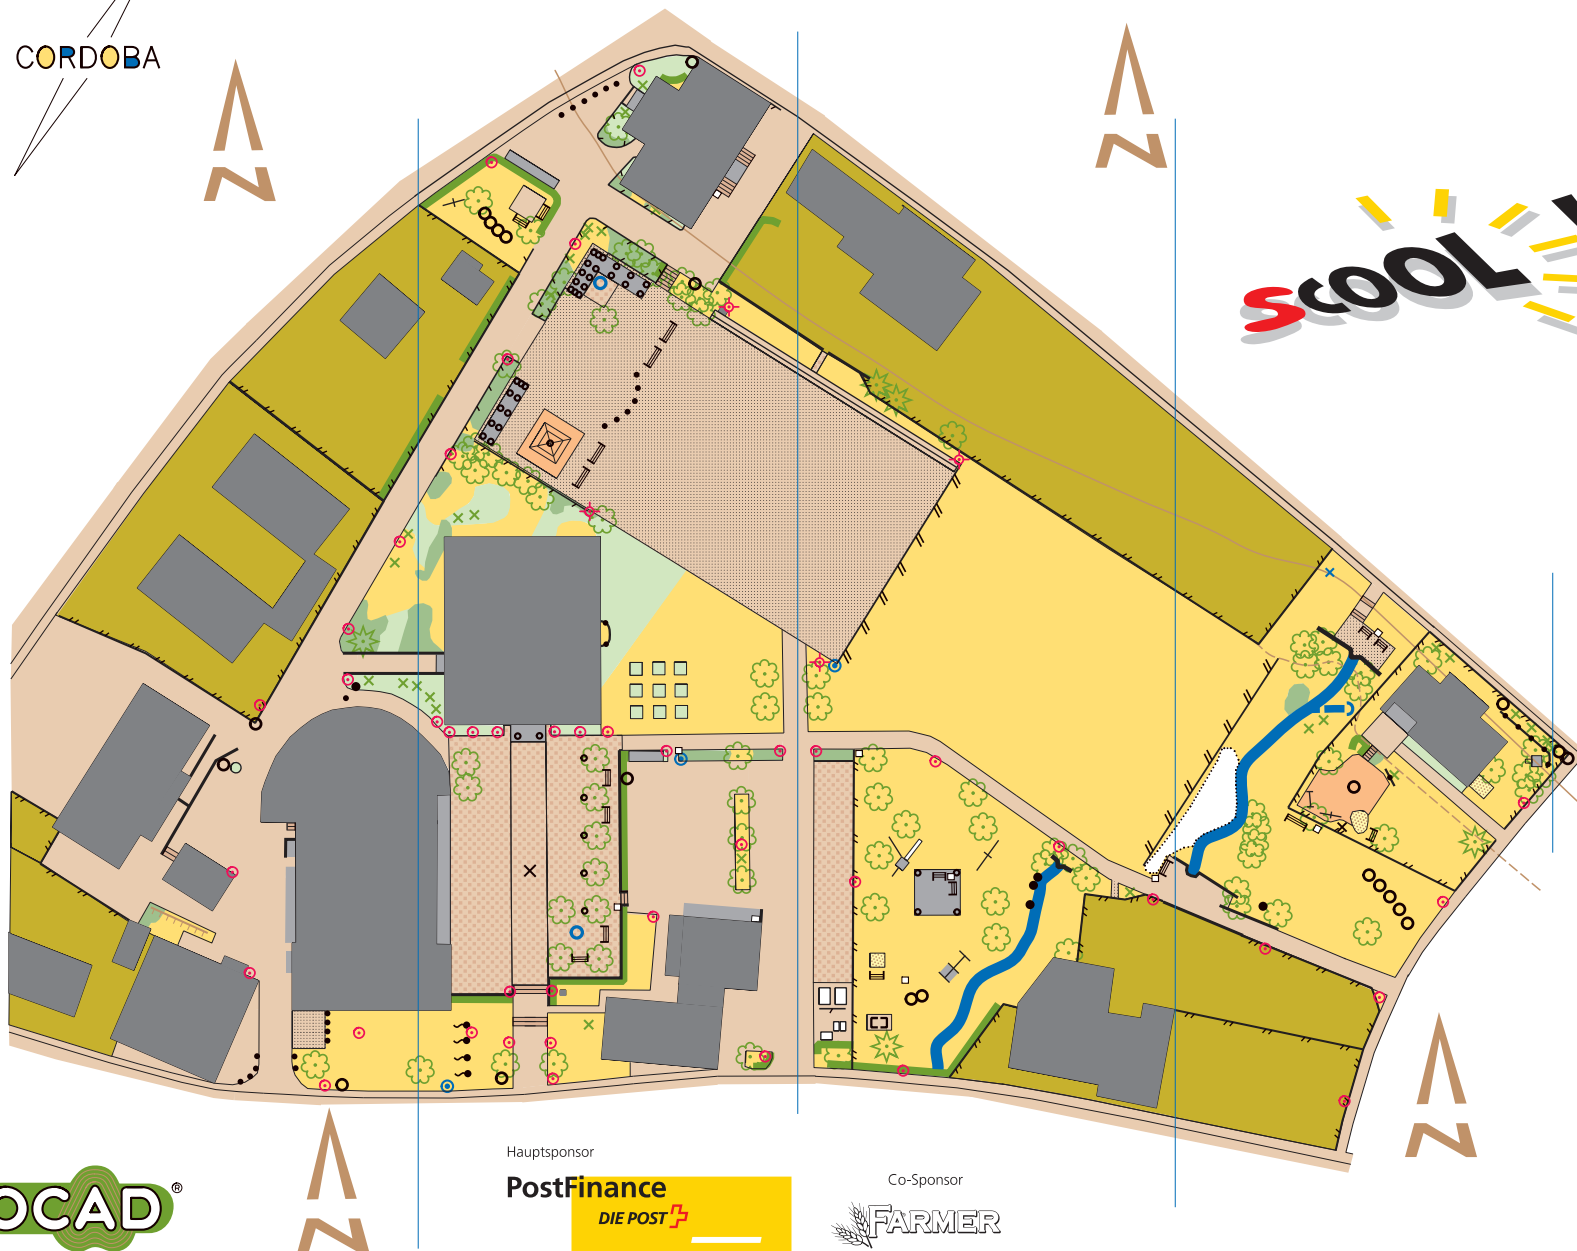 CORDOBA
N
N
sCOOL
N
N
Hauptsponsor
PostFinance
DIE POST
Co-Sponsor
FARMER
OCAD®